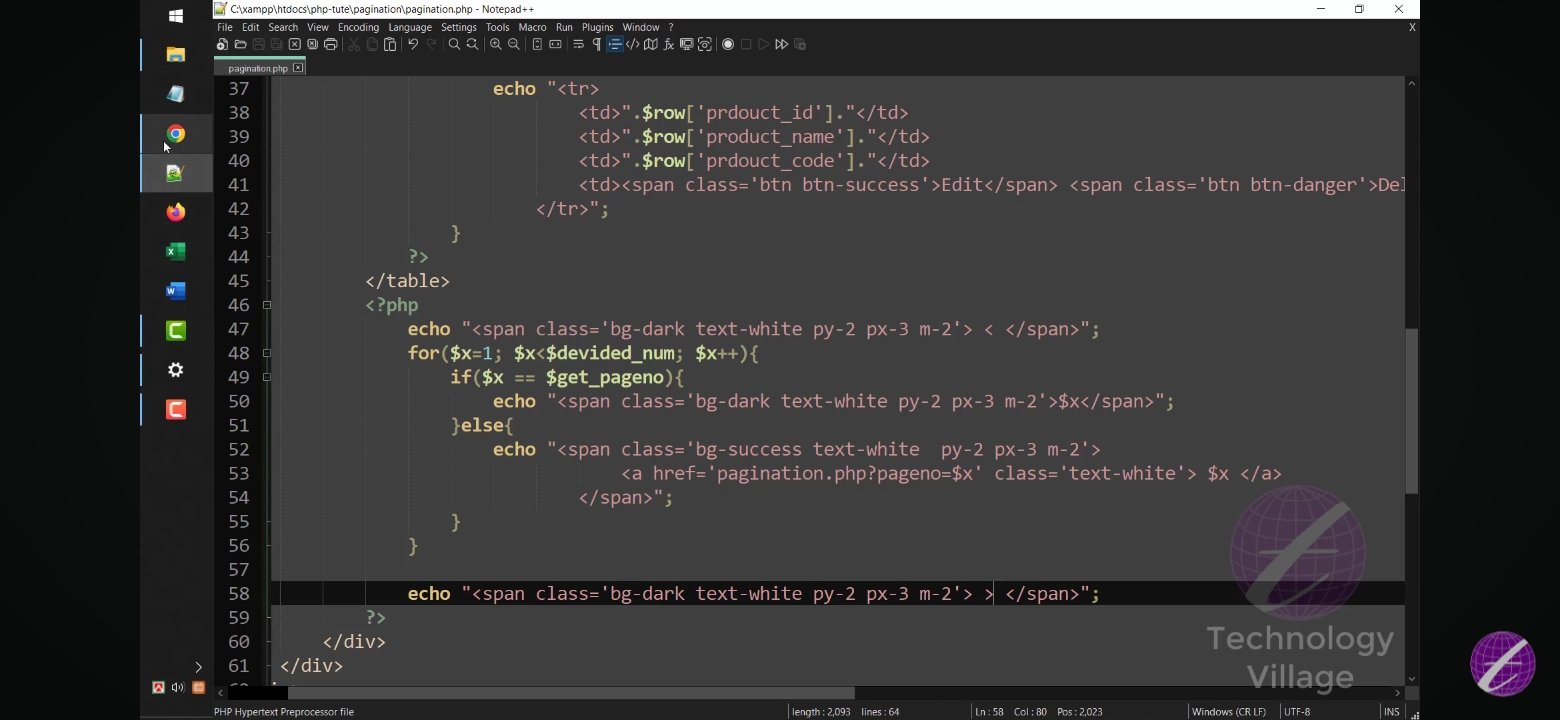 C:\xampp\htdocs\php-tute\pagination\pagination.php - Notepad++
File Edit Search View Encoding Language Settings Tools Macro Run Plugins Window ? X
pagination.php
37 echo "<tr>
38 <td>".$row['prdouct_id']."</td>
39 <td>".$row['product_name']."</td>
40 <td>".$row['prdouct_code']."</td>
41 <td><span class='btn btn-success'>Edit</span> <span class='btn btn-danger'>Del
42 </tr>";
43 }
44 ?>
45 </table>
46 <?php
47 echo "<span class='bg-dark text-white py-2 px-3 m-2'> < </span>";
48 for($x=1; $x<$devided_num; $x++){
49 if($x == $get_pageno){
50 echo "<span class='bg-dark text-white py-2 px-3 m-2'>$x</span>";
51 }else{
52 echo "<span class='bg-success text-white  py-2 px-3 m-2'>
53 <a href='pagination.php?pageno=$x' class='text-white'> $x </a>
54 </span>";
55 }
56 }
57
58 echo "<span class='bg-dark text-white py-2 px-3 m-2'> > </span>";
59 ?>
60 </div>
61 </div>
Technology
Village
PHP Hypertext Preprocessor file length : 2,093 lines : 64 Ln : 58 Col : 80 Pos : 2,023 Windows (CR LF) UTF-8 INS